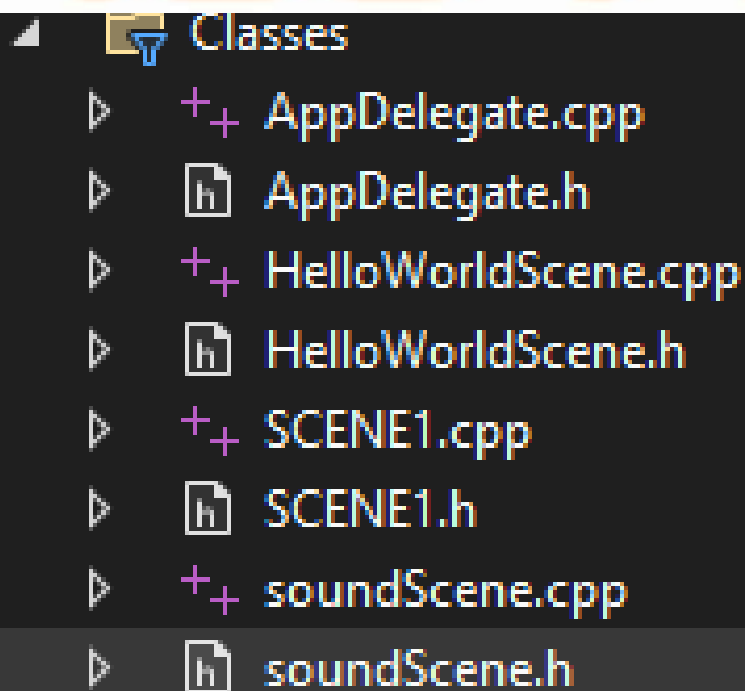 Classes
AppDelegate.cpp
AppDelegate.h
HelloWorldScene.cpp
HelloWorldScene.h
SCENE1.cpp
SCENE1.h
soundScene.cpp
soundScene.h